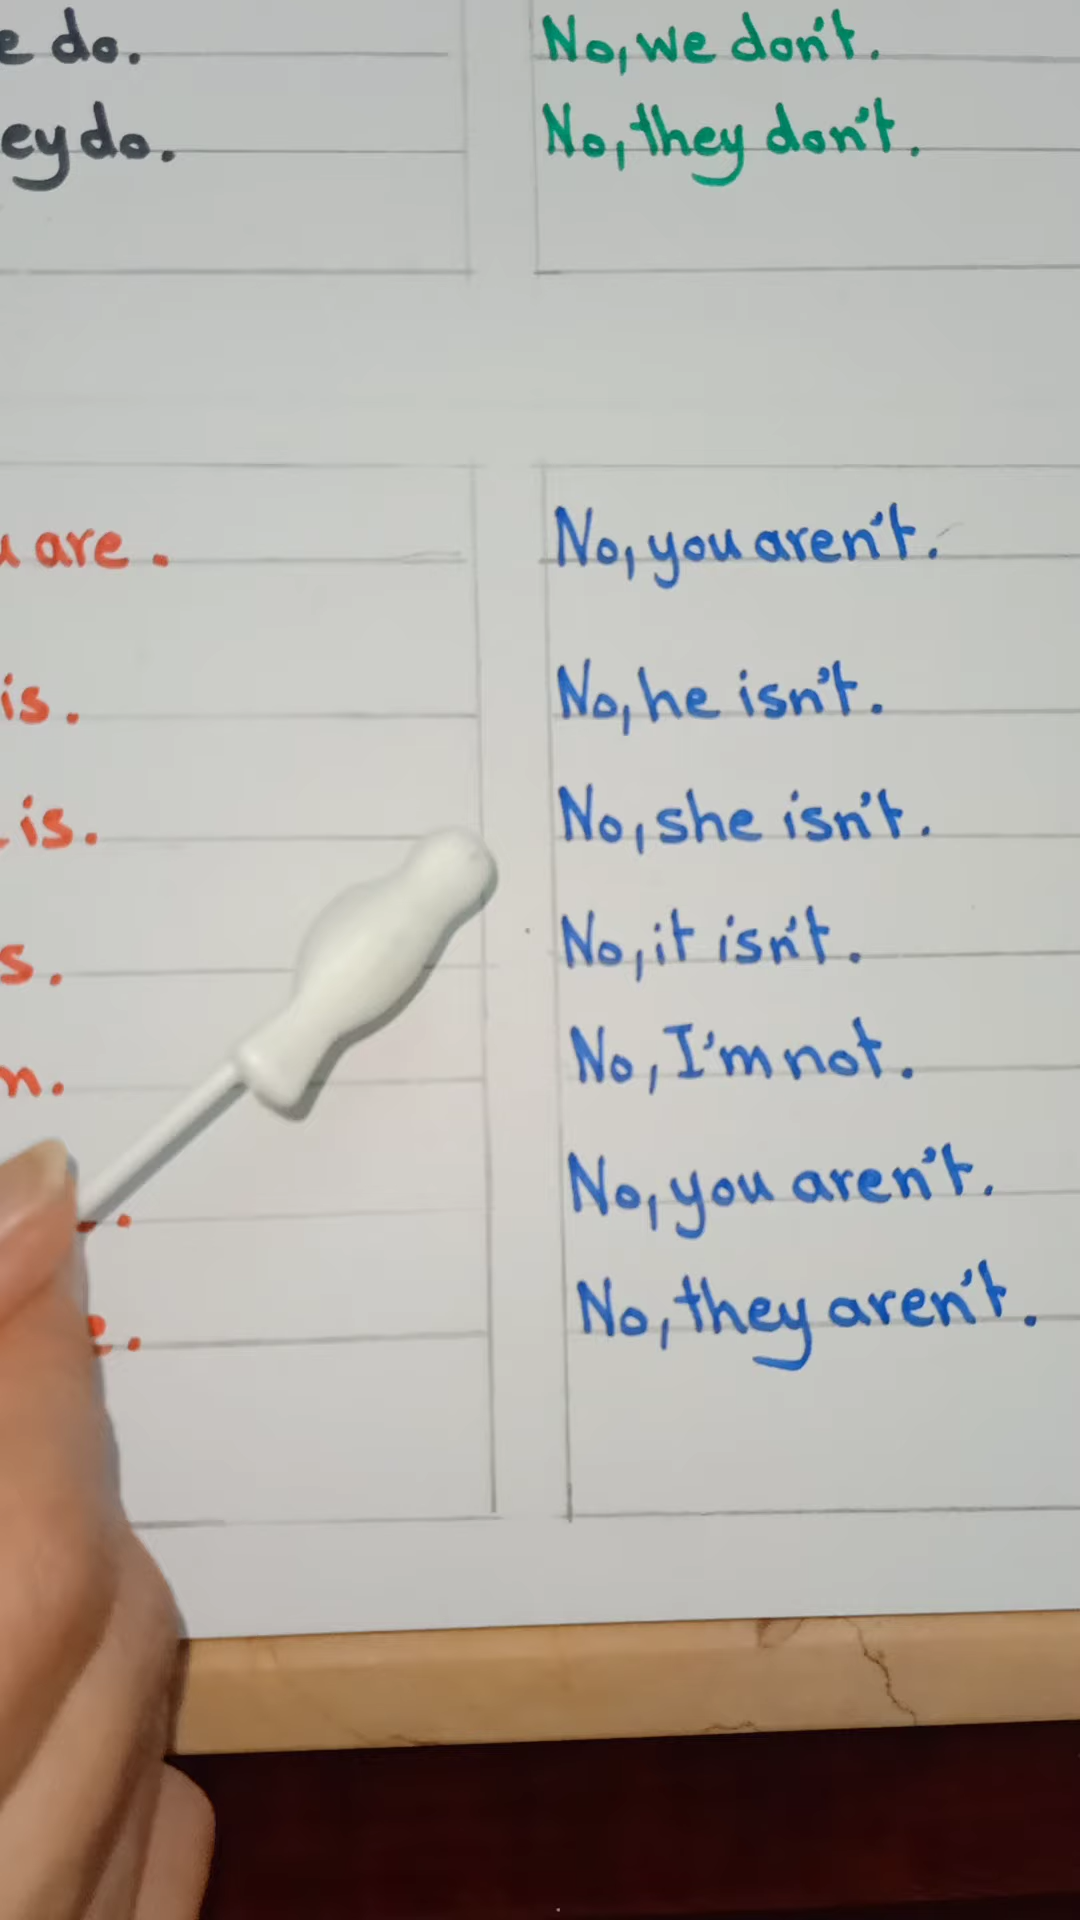 do.
No, we don't.
do.
No, they don't.
are.
No, you aren't.
is.
No, he isn't.
is.
No, she isn't.
No, it isn't.
No, I'm not.
No, you aren't.
No, they aren't.